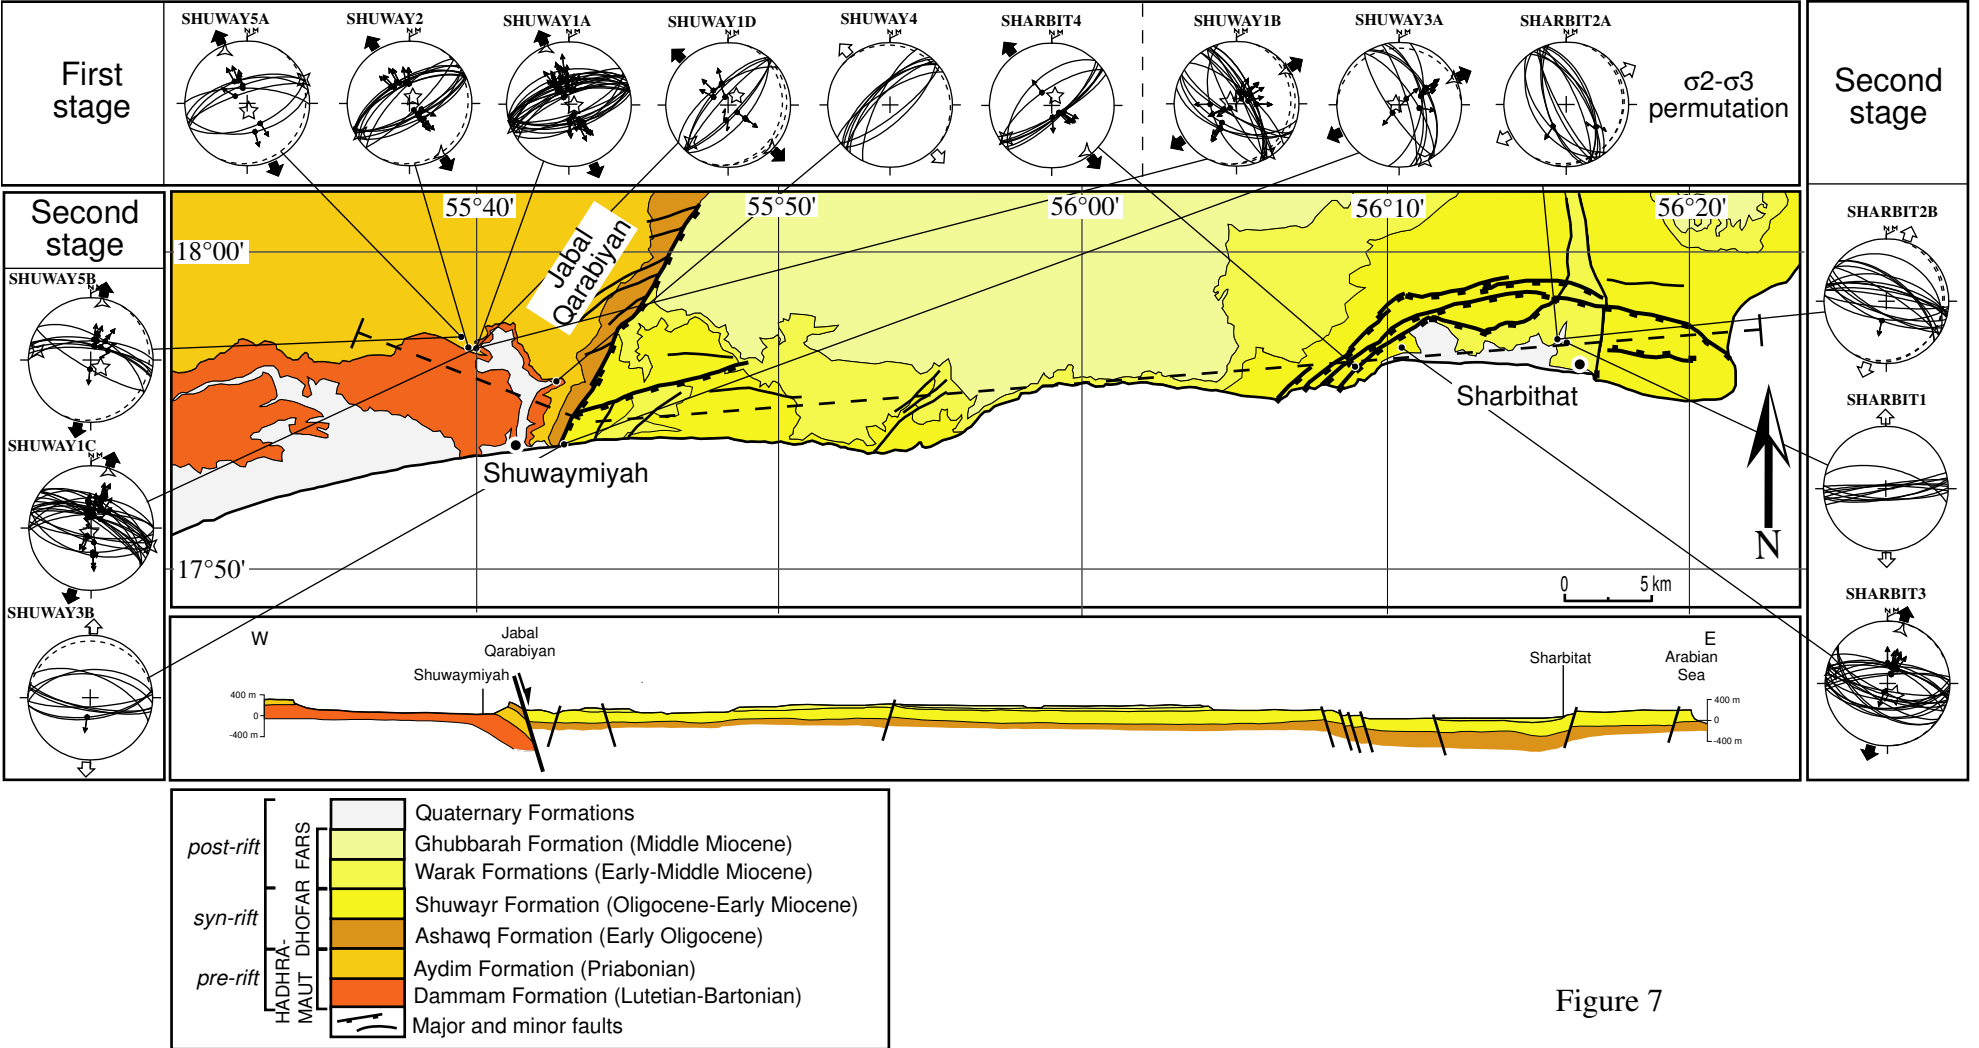 SHUWAY5A
SHUWAY2
SHUWAY1A
SHUWAY1D
SHUWAY4
SHARBIT4
SHUWAY1B
SHUWAY3A
SHARBIT2A
First
stage
σ2-σ3
permutation
Second
stage
Second
stage
SHUWAY5B
SHUWAY1C
SHUWAY3B
SHARBIT2B
SHARBIT1
SHARBIT3
55°40'
55°50'
56°00'
56°10'
56°20'
18°00'
17°50'
Jabal
Qarabiyan
Shuwaymiyah
Sharbithat
N
0 5 km
W
Jabal
Qarabiyan
Shuwaymiyah
Sharbitat
E
Arabian
Sea
400 m
0
-400 m
400 m
0
-400 m
post-rift
syn-rift
pre-rift
HADHRA-
MAUT
DHOFAR
FARS
Quaternary Formations
Ghubbarah Formation (Middle Miocene)
Warak Formations (Early-Middle Miocene)
Shuwayr Formation (Oligocene-Early Miocene)
Ashawq Formation (Early Oligocene)
Aydim Formation (Priabonian)
Dammam Formation (Lutetian-Bartonian)
Major and minor faults
Figure 7